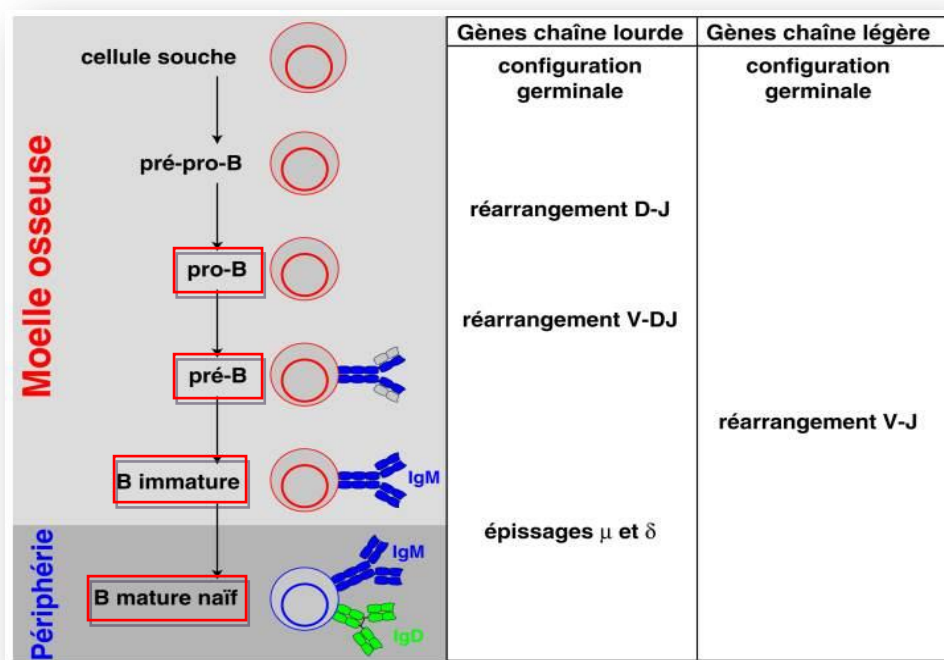 Gènes chaîne lourde
Gènes chaîne légère
cellule souche
configuration
germinale
configuration
germinale
pré-pro-B
réarrangement D-J
pro-B
réarrangement V-DJ
pré-B
réarrangement V-J
B immature
IgM
épissages μ et δ
IgM
B mature naïf
IgD
Moelle osseuse
Périphérie